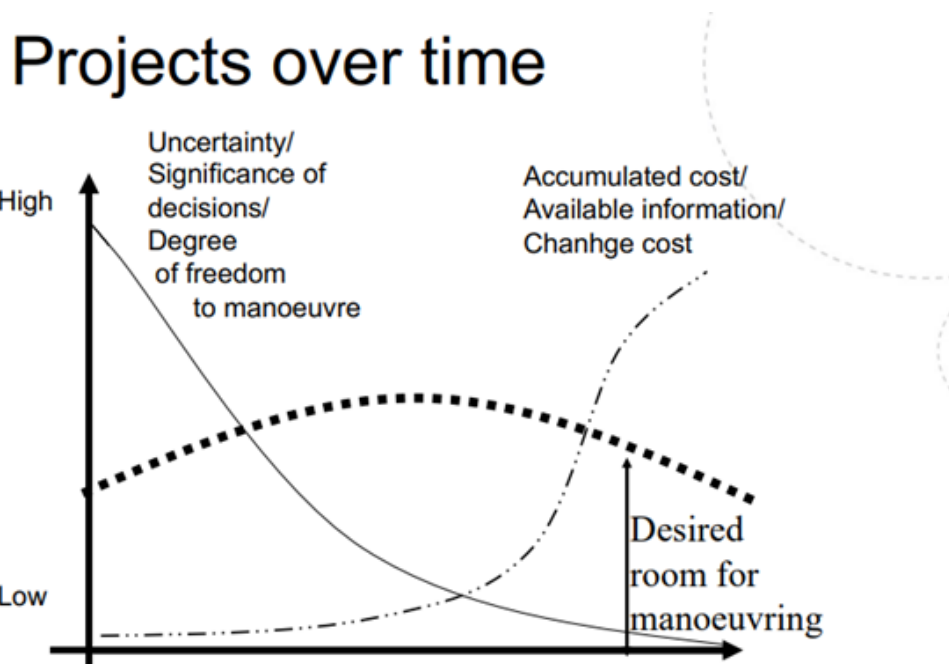 Projects over time
Uncertainty/
Significance of
decisions/
Degree
of freedom
to manoeuvre
Accumulated cost/
Available information/
Chanhge cost
High
Low
Desired
room for
manoeuvring